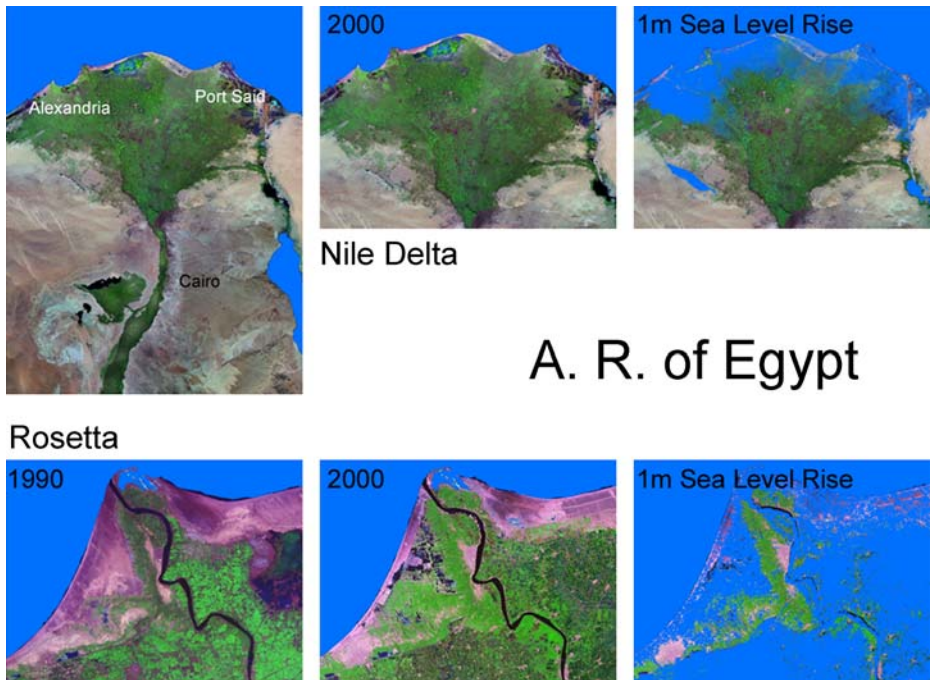 2000
1m Sea Level Rise
Alexandria
Port Said
Cairo
Nile Delta
A. R. of Egypt
Rosetta
1990
2000
1m Sea Level Rise